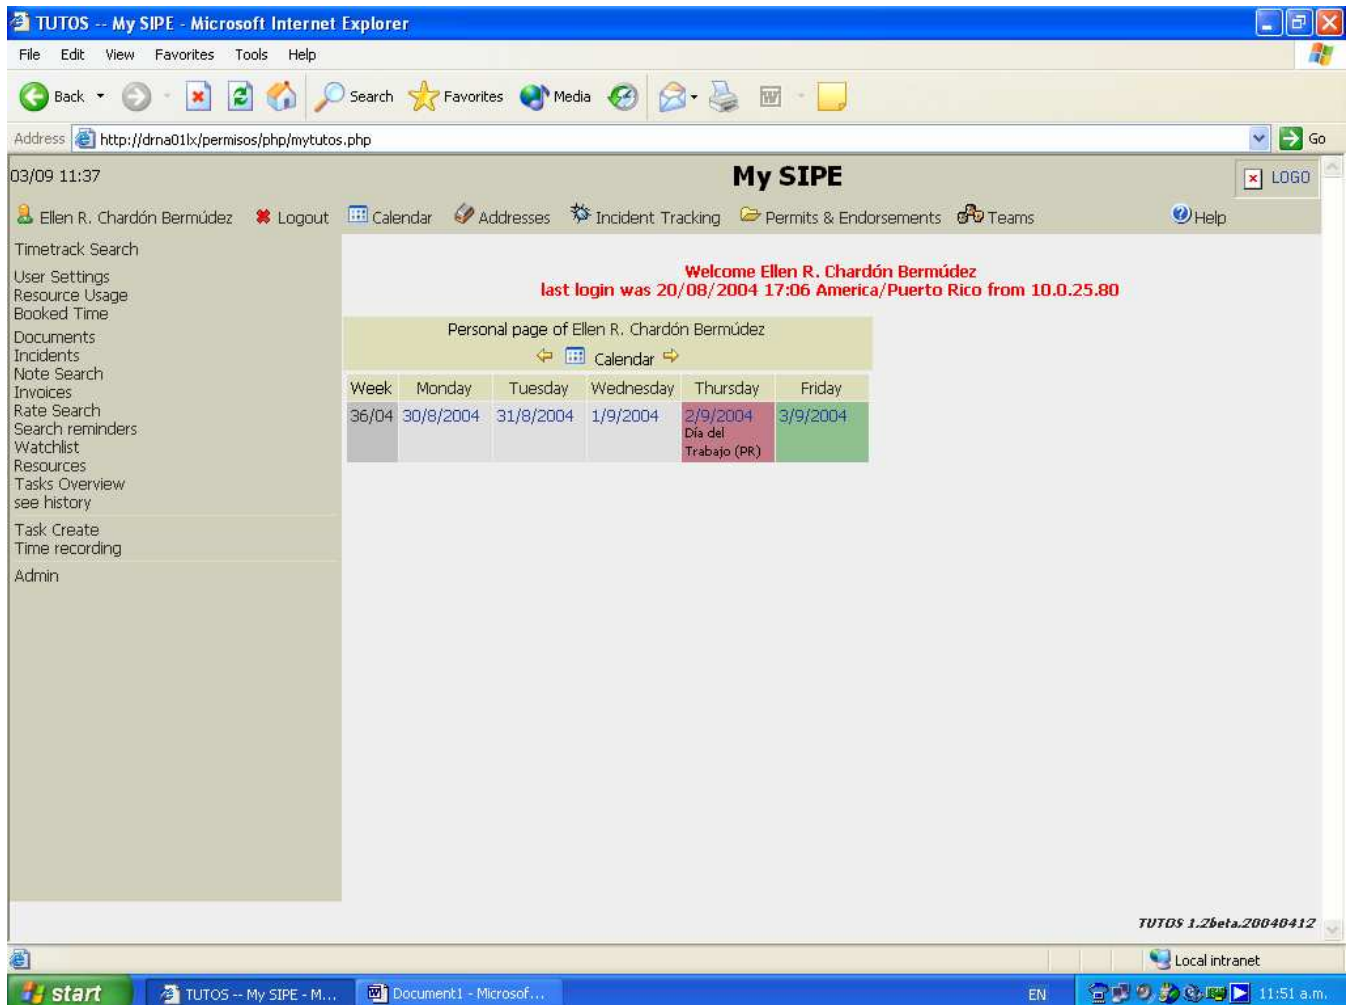 TUTOS -- My SIPE - Microsoft Internet Explorer
File Edit View Favorites Tools Help
Back Search Favorites Media
Address http://drna01lx/permisos/php/mytutos.php Go
03/09 11:37 My SIPE LOGO
Ellen R. Chardón Bermúdez Logout Calendar Addresses Incident Tracking Permits & Endorsements Teams Help
Timetrack Search
User Settings
Resource Usage
Booked Time
Documents
Incidents
Note Search
Invoices
Rate Search
Search reminders
Watchlist
Resources
Tasks Overview
see history
Task Create
Time recording
Admin
Welcome Ellen R. Chardón Bermúdez
last login was 20/08/2004 17:06 America/Puerto Rico from 10.0.25.80
Personal page of Ellen R. Chardón Bermúdez
Calendar
Week Monday Tuesday Wednesday Thursday Friday
36/04 30/8/2004 31/8/2004 1/9/2004 2/9/2004 3/9/2004
Día del
Trabajo (PR)
TUTOS 1.2beta.20040412
Local intranet
start TUTOS -- My SIPE - M... Document1 - Microsof... EN 11:51 a.m.